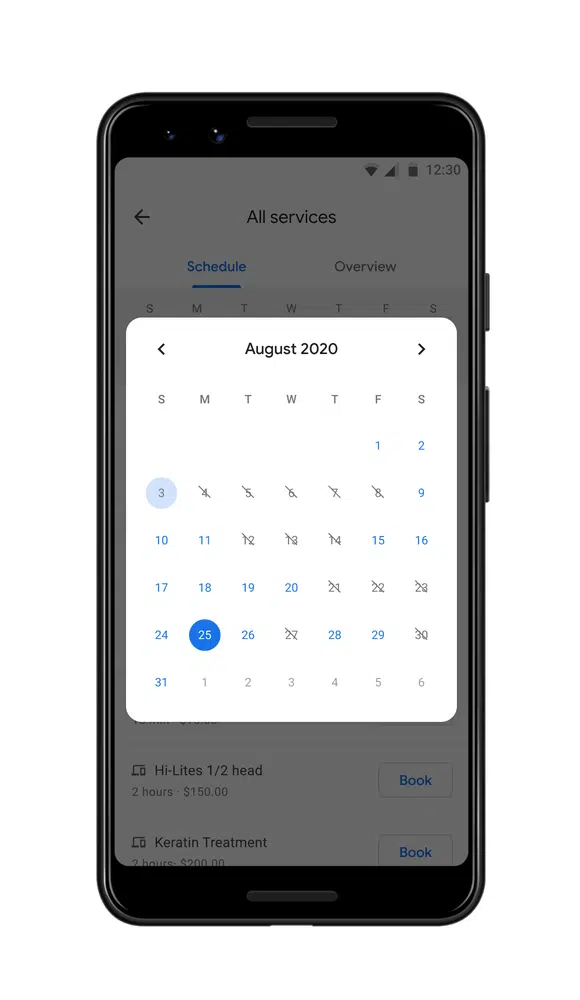 12:30
All services
Schedule Overview
S M T W T F S
August 2020
S M T W T F S
1 2
3 4 5 6 7 8 9
10 11 12 13 14 15 16
17 18 19 20 21 22 23
24 25 26 27 28 29 30
31 1 2 3 4 5 6
Hi-Lites 1/2 head
2 hours · $150.00
Book
Keratin Treatment
2 hours· $200.00
Book